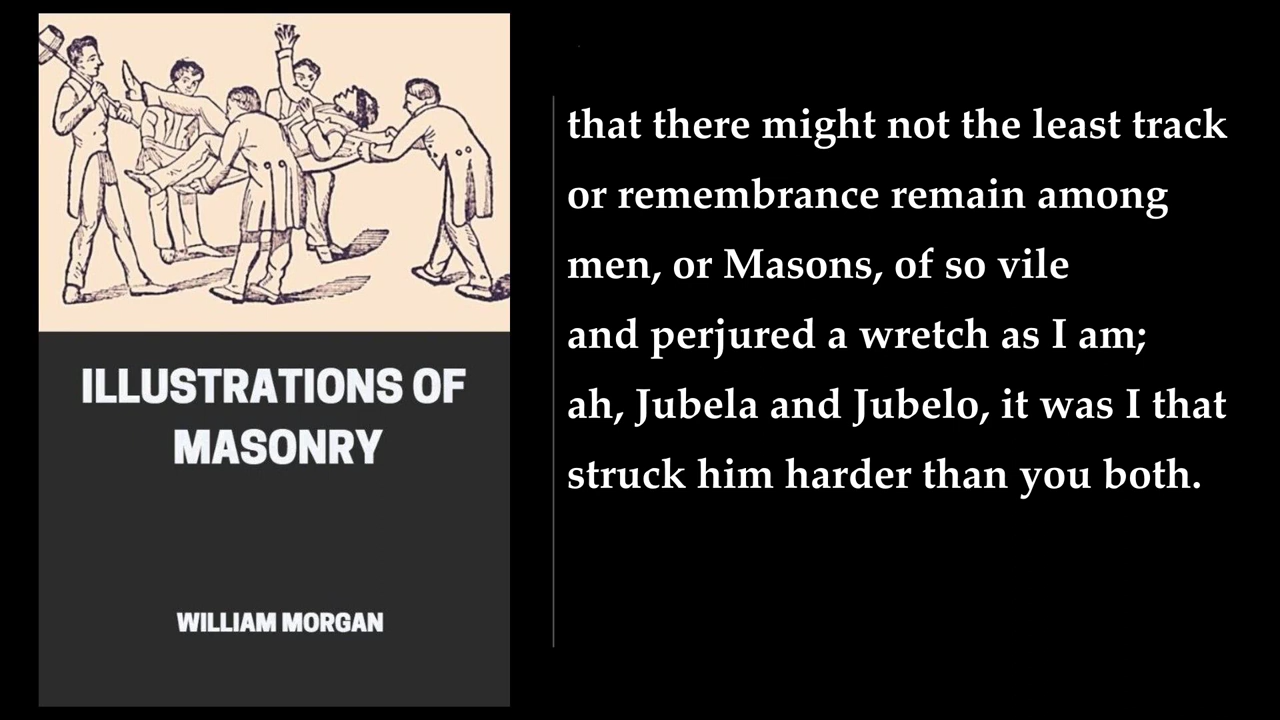 ILLUSTRATIONS OF
MASONRY
WILLIAM MORGAN
that there might not the least track
or remembrance remain among
men, or Masons, of so vile
and perjured a wretch as I am;
ah, Jubela and Jubelo, it was I that
struck him harder than you both.